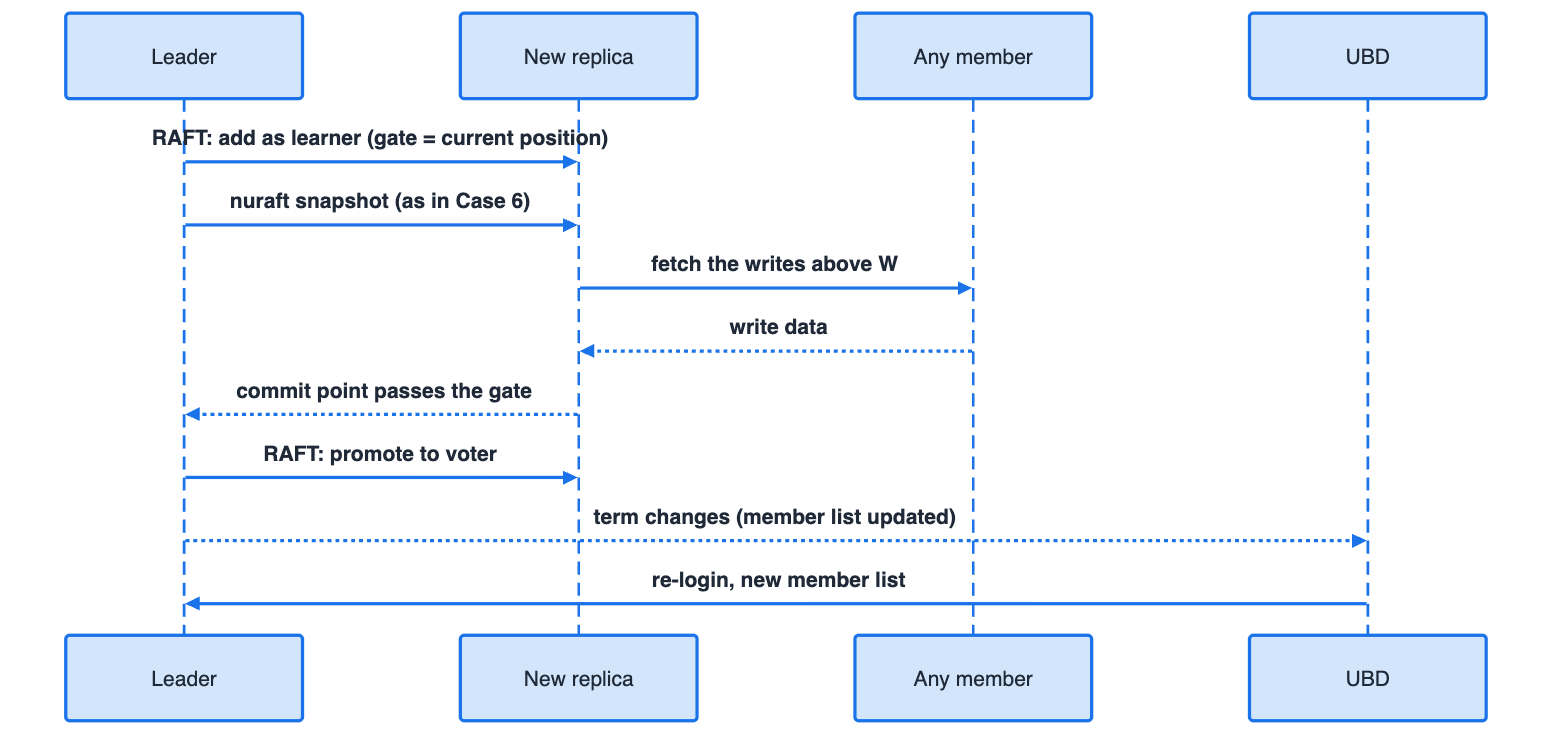 Leader
New replica
Any member
UBD
RAFT: add as learner (gate = current position)
nuraft snapshot (as in Case 6)
fetch the writes above W
write data
commit point passes the gate
RAFT: promote to voter
term changes (member list updated)
re-login, new member list
Leader
New replica
Any member
UBD